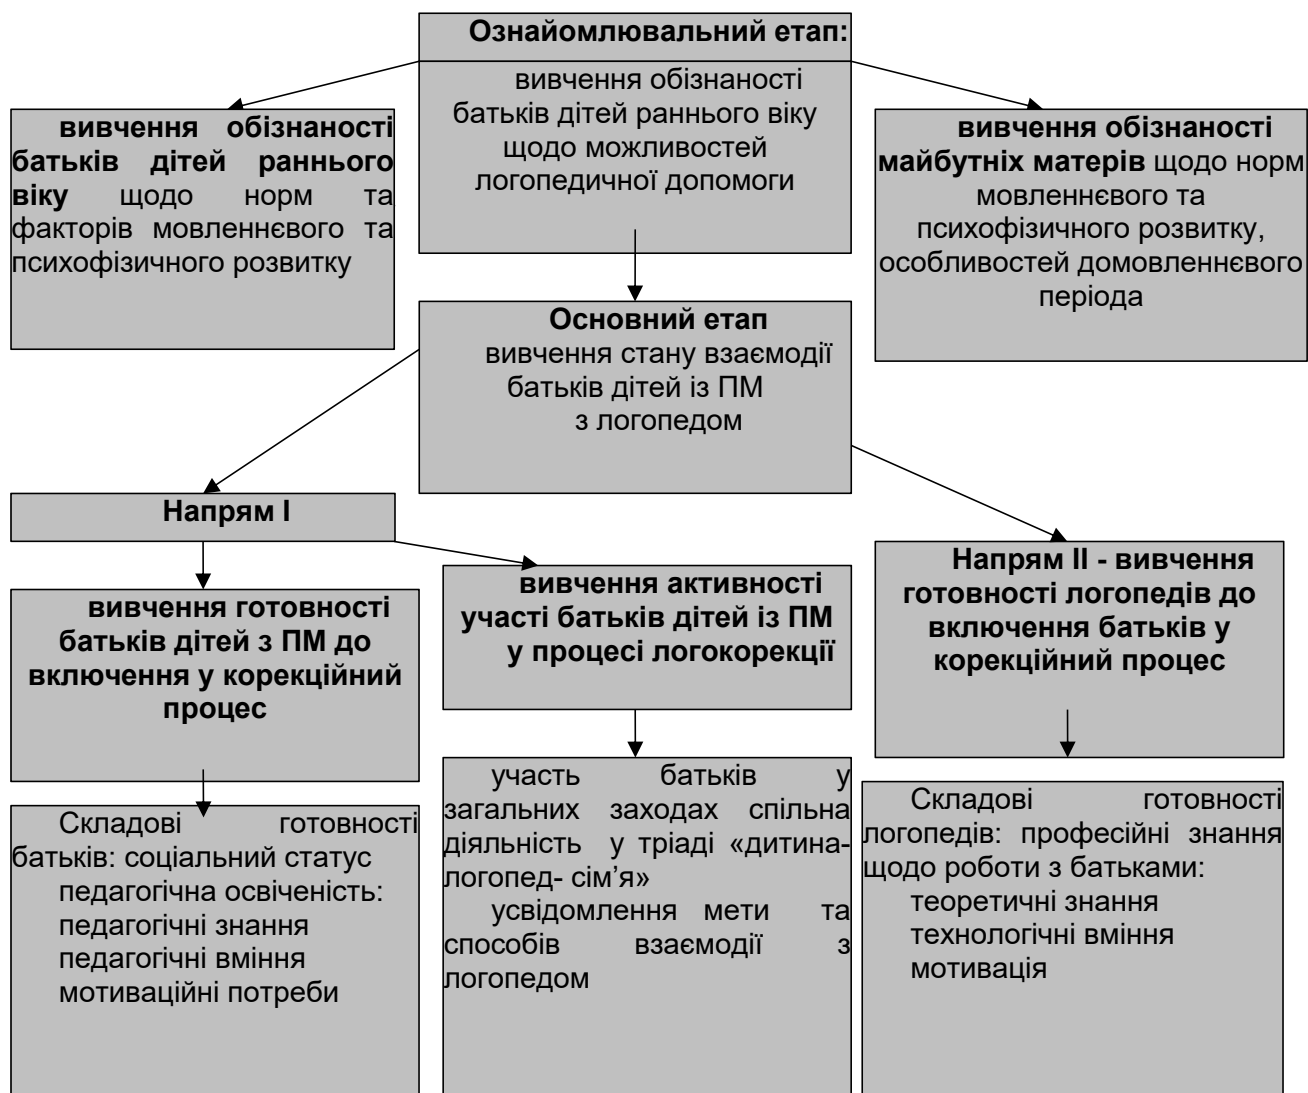 Ознайомлювальний етап:
вивчення обізнаності
батьків дітей раннього віку
щодо можливостей
логопедичної допомоги
вивчення обізнаності
батьків дітей раннього
віку щодо норм та
факторів мовленнєвого та
психофізичного розвитку
вивчення обізнаності
майбутніх матерів щодо норм
мовленнєвого та
психофізичного розвитку,
особливостей домовленнєвого
періода
Основний етап
вивчення стану взаємодії
батьків дітей із ПМ
з логопедом
Напрям І
вивчення готовності
батьків дітей з ПМ до
включення у корекційний
процес
вивчення активності
участі батьків дітей із ПМ
у процесі логокорекції
Напрям ІІ - вивчення
готовності логопедів до
включення батьків у
корекційний процес
Складові готовності
батьків: соціальний статус
педагогічна освіченість:
педагогічні знання
педагогічні вміння
мотиваційні потреби
участь батьків у
загальних заходах спільна
діяльність у тріаді «дитина-
логопед- сім’я»
усвідомлення мети та
способів взаємодії з
логопедом
Складові готовності
логопедів: професійні знання
щодо роботи з батьками:
теоретичні знання
технологічні вміння
мотивація